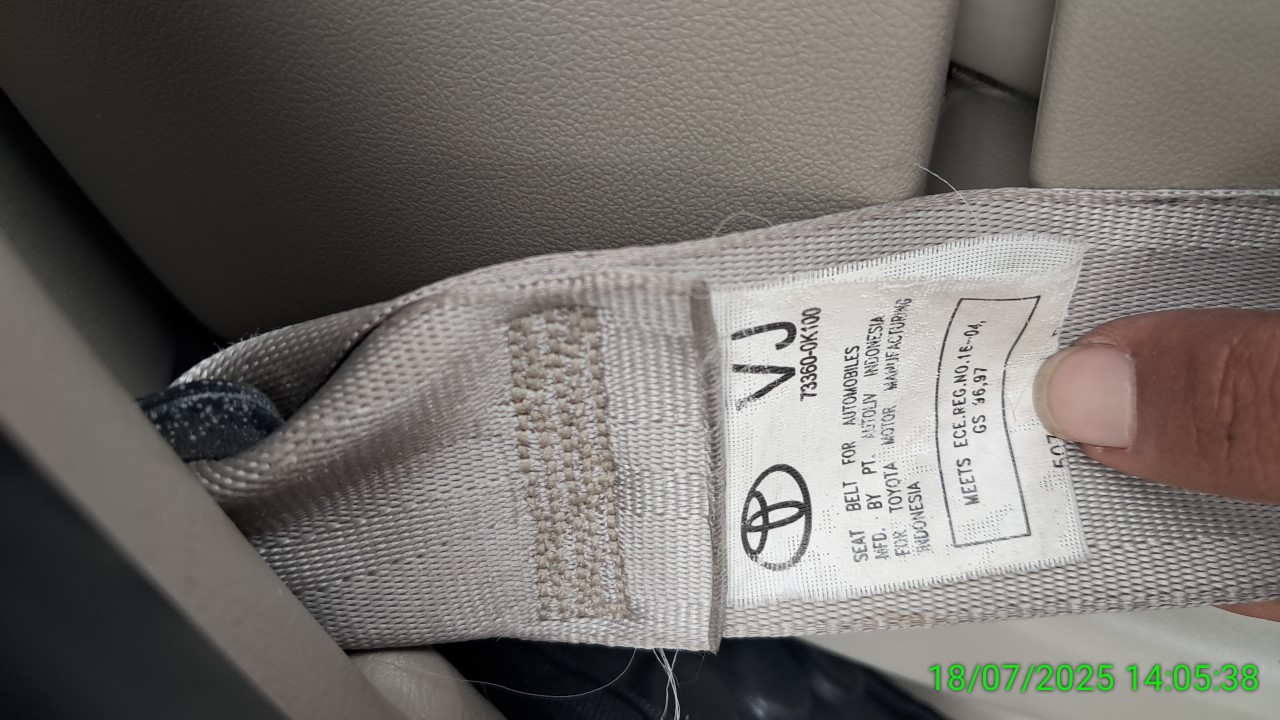 VJ
73360-0K100
SEAT BELT FOR AUTOMOBILES
MFD. BY PT. AUTOLIV INDONESIA
FOR TOYOTA MOTOR MANUFACTURING
INDONESIA
MEETS ECE.REG.NO.16-04,
GS 96,97
18/07/2025 14:05:38